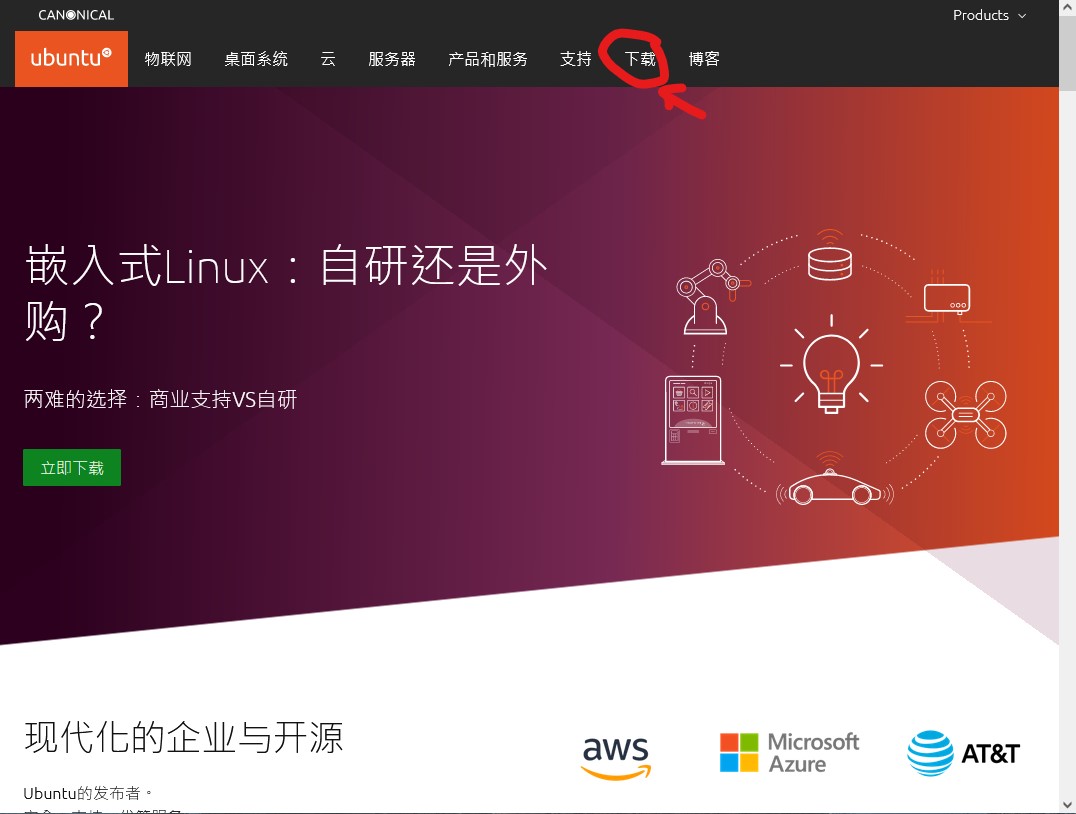 CANONICAL
Products
ubuntu 物联网 桌面系统 云 服务器 产品和服务 支持 下载 博客
嵌入式Linux：自研还是外
购？
两难的选择：商业支持VS自研
立即下载
现代化的企业与开源
aws
Microsoft
Azure
AT&T
Ubuntu的发布者。